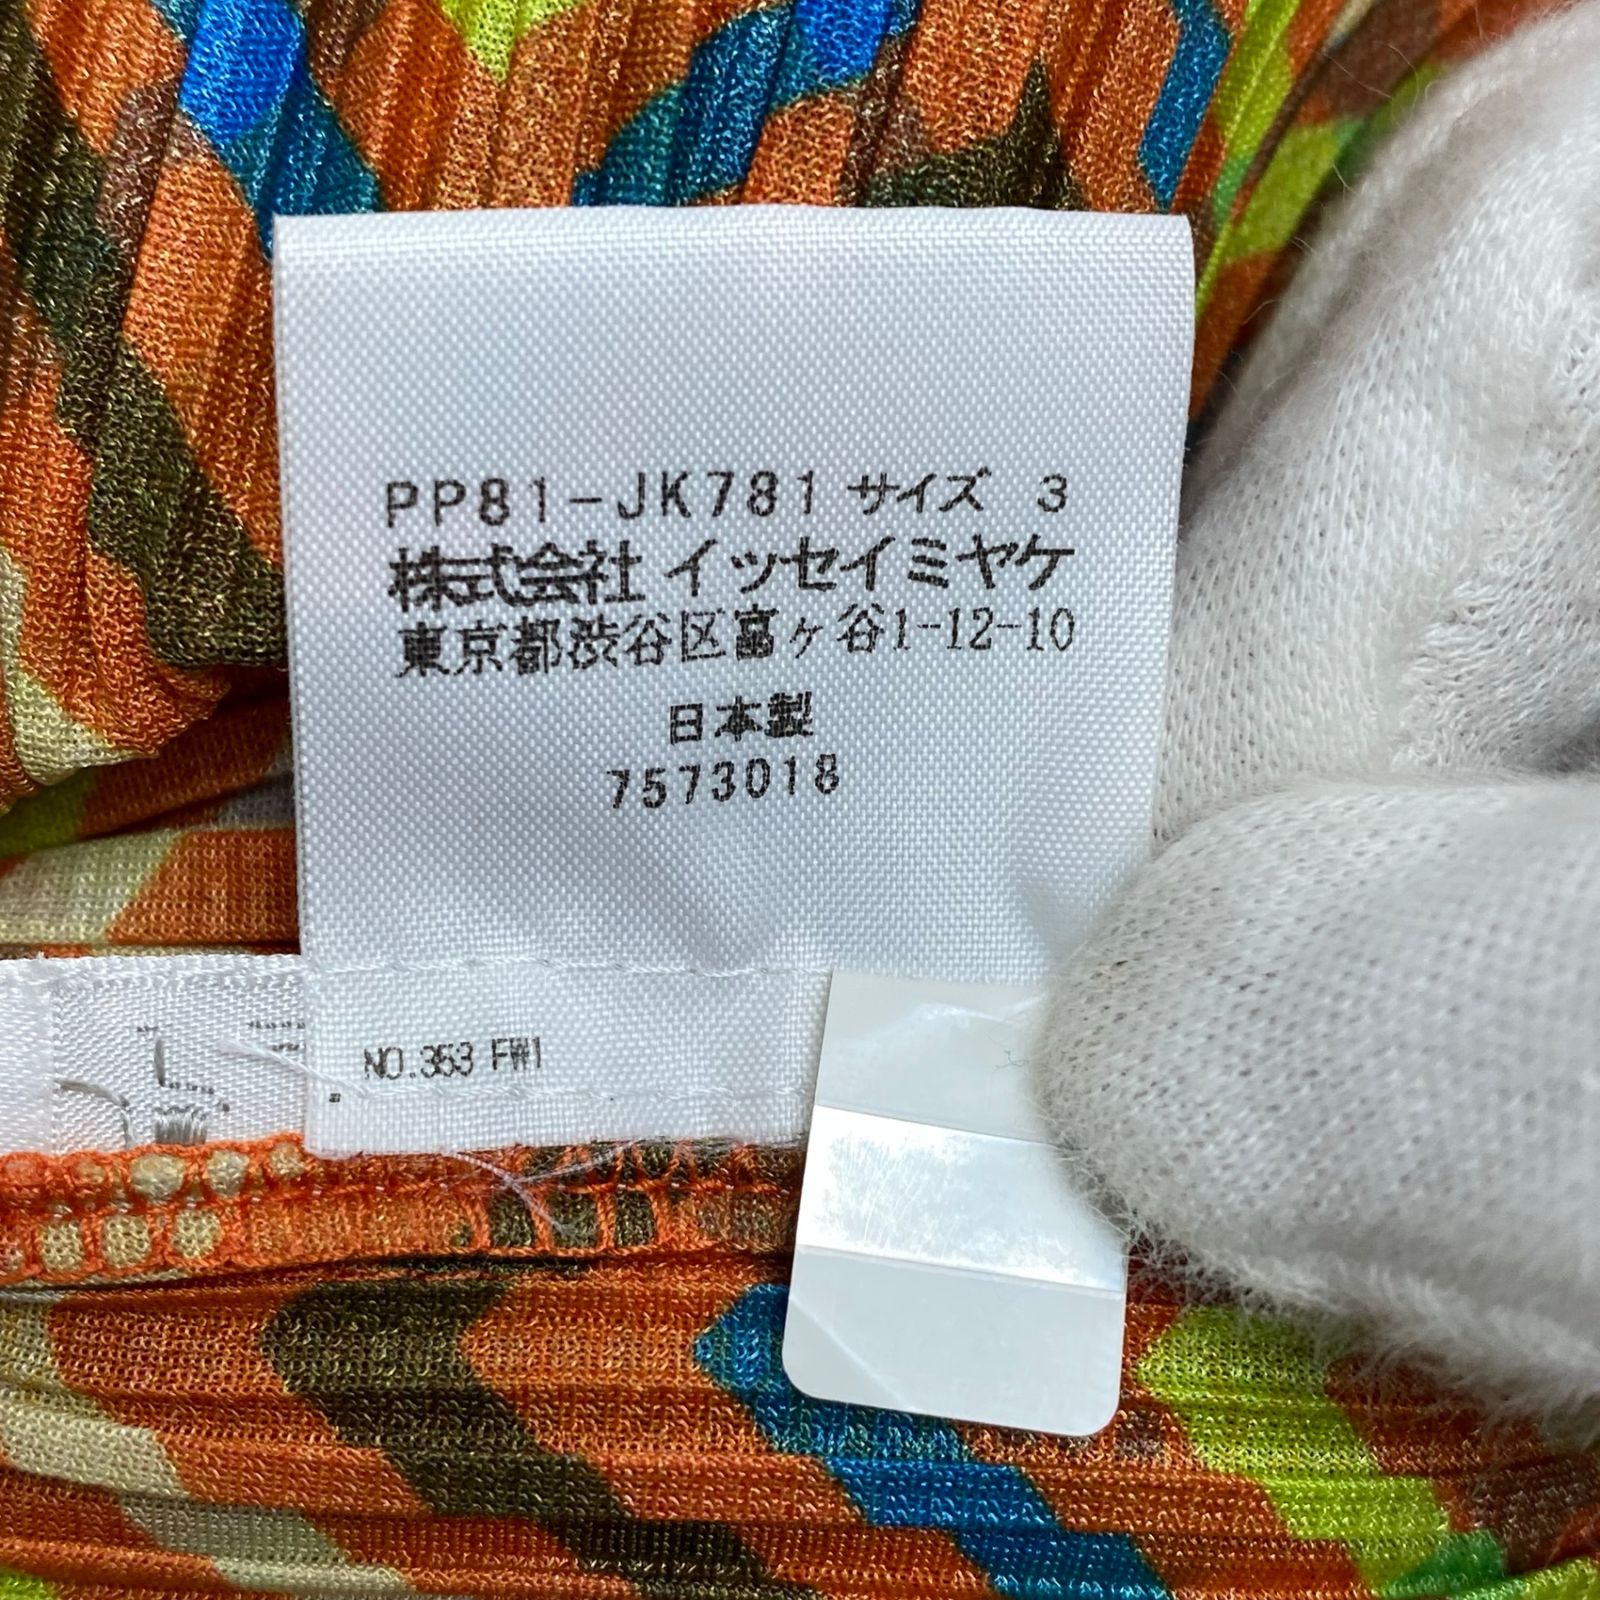 PP81-JK781 サイズ 3
株式会社 イッセイミヤケ
東京都渋谷区富ヶ谷1-12-10
日本製
7573018
NO.353 FW1